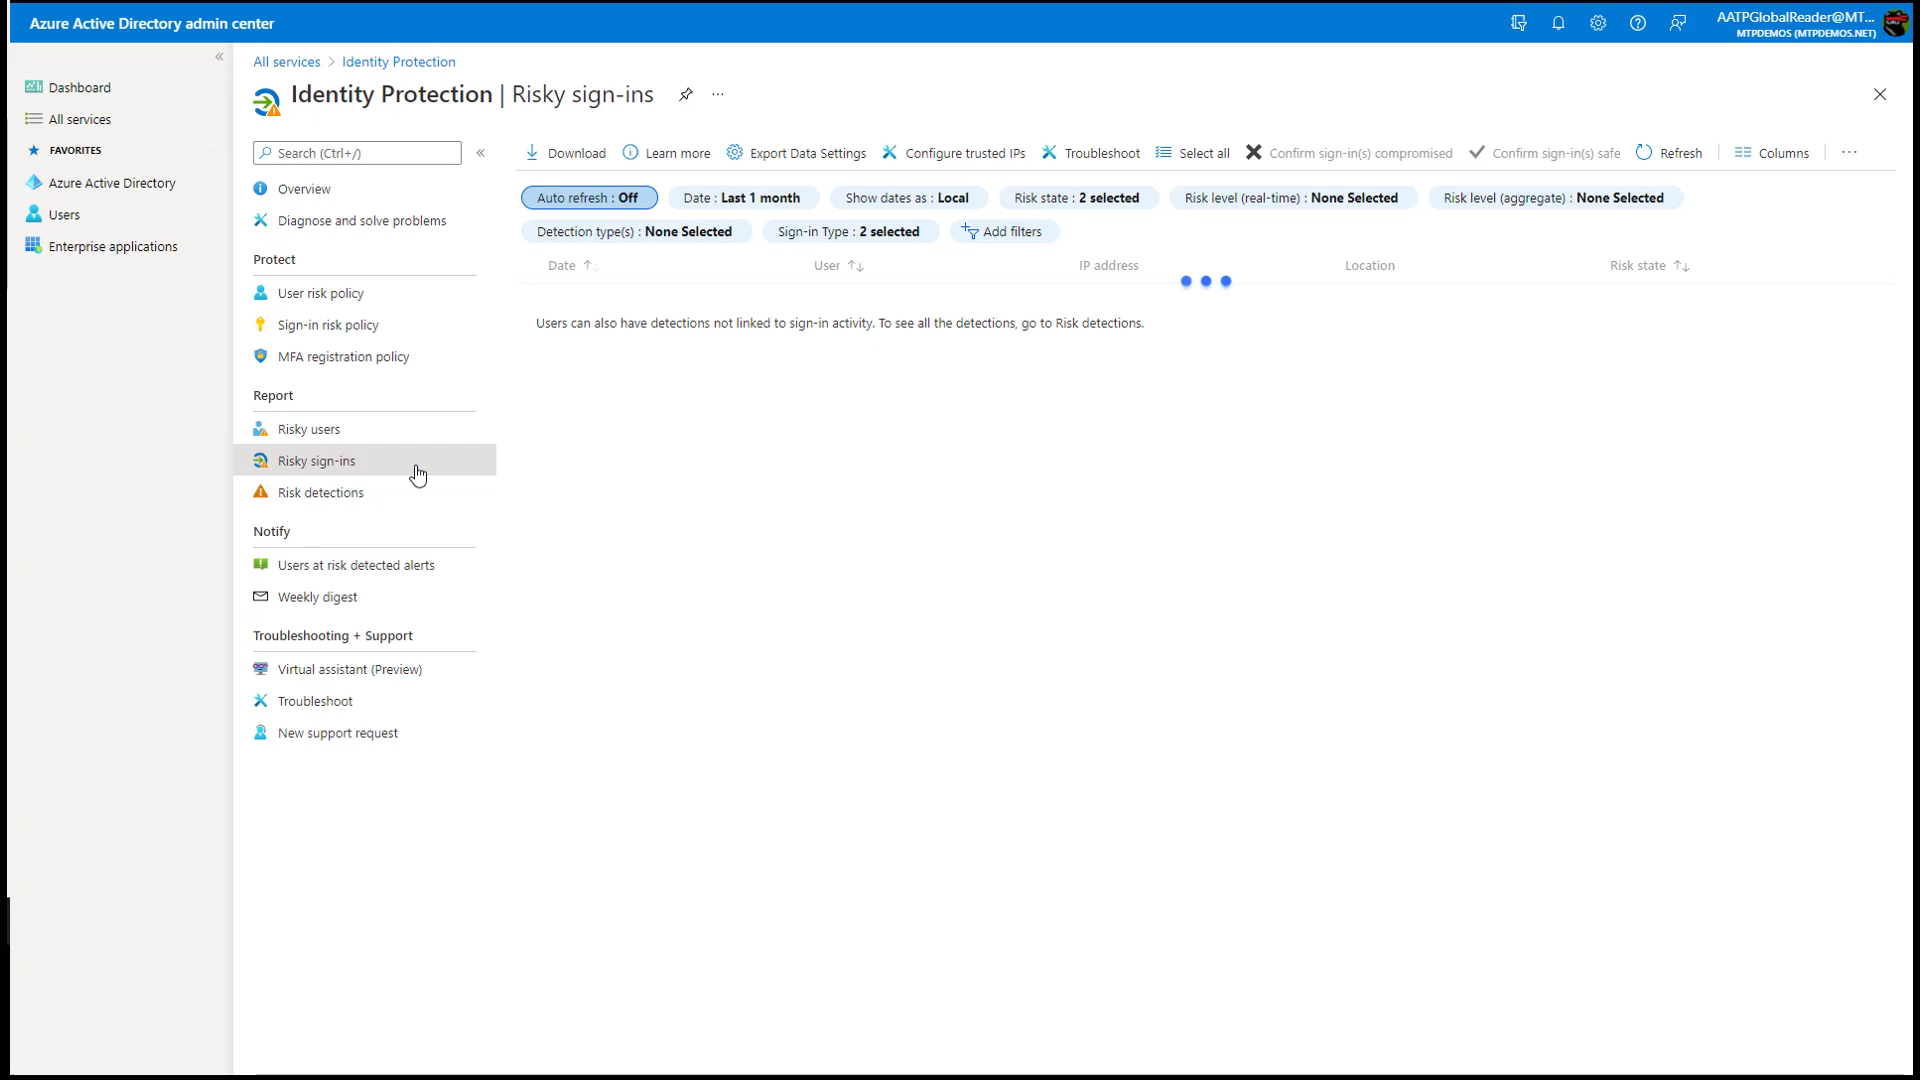 Azure Active Directory admin center
AATPGlobalReader@MT...
MTPDEMOS (MTPDEMOS.NET)
Dashboard
All services
FAVORITES
Azure Active Directory
Users
Enterprise applications
All services > Identity Protection
Identity Protection | Risky sign-ins
Search (Ctrl+/)
Overview
Diagnose and solve problems
Protect
User risk policy
Sign-in risk policy
MFA registration policy
Report
Risky users
Risky sign-ins
Risk detections
Notify
Users at risk detected alerts
Weekly digest
Troubleshooting + Support
Virtual assistant (Preview)
Troubleshoot
New support request
Download Learn more Export Data Settings Configure trusted IPs Troubleshoot Select all Confirm sign-in(s) compromised Confirm sign-in(s) safe Refresh Columns
Auto refresh : Off Date : Last 1 month Show dates as : Local Risk state : 2 selected Risk level (real-time) : None Selected Risk level (aggregate) : None Selected
Detection type(s) : None Selected Sign-in Type : 2 selected Add filters
Date User IP address Location Risk state
Users can also have detections not linked to sign-in activity. To see all the detections, go to Risk detections.